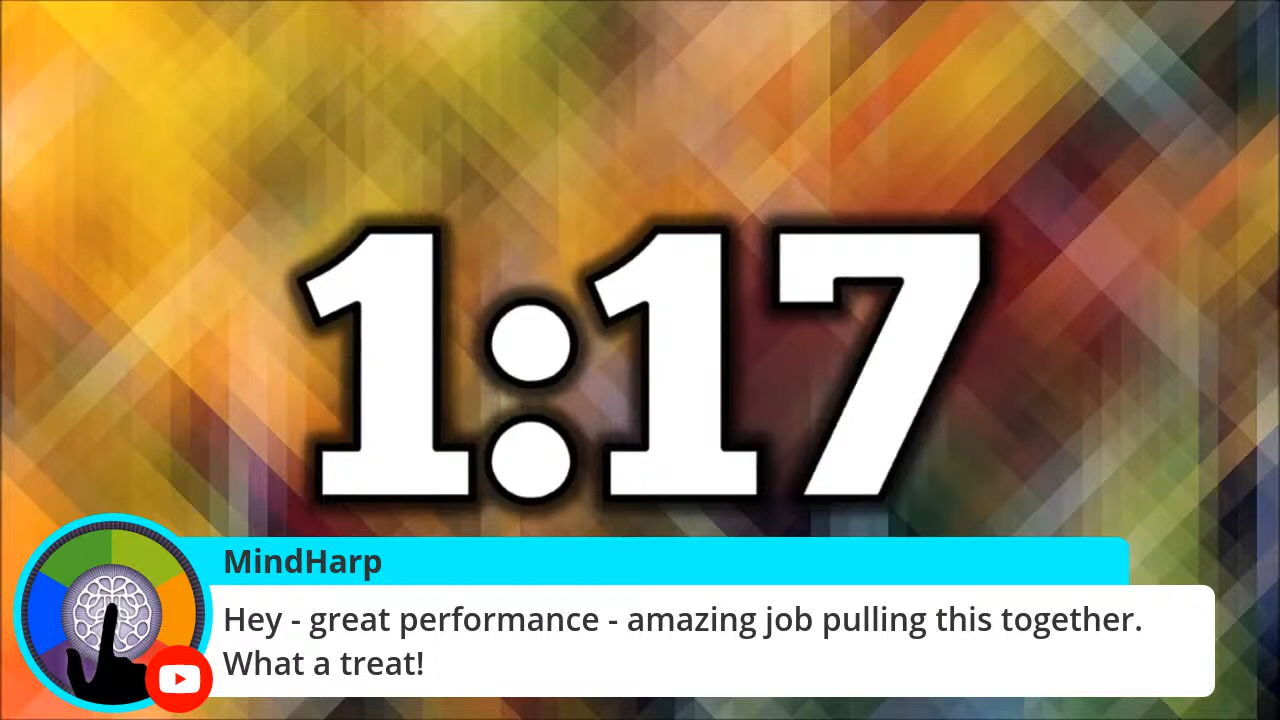 1:17
MindHarp
Hey - great performance - amazing job pulling this together.
What a treat!